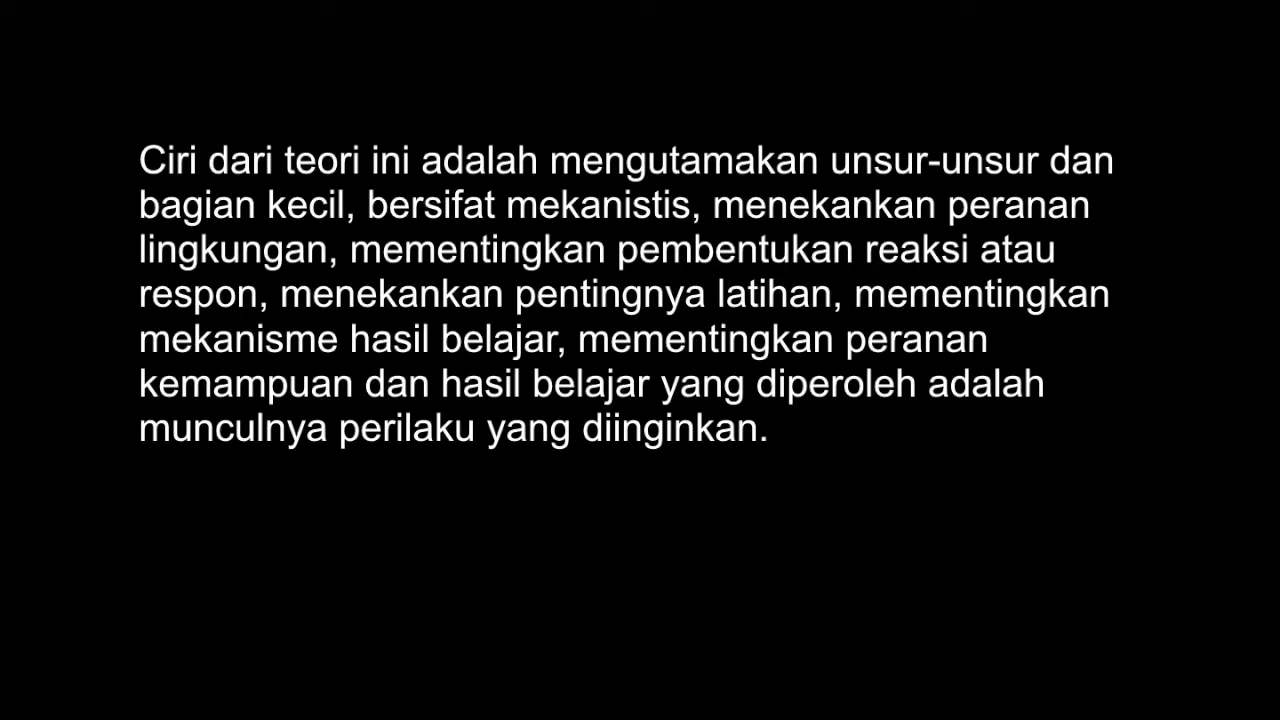 Ciri dari teori ini adalah mengutamakan unsur-unsur dan
bagian kecil, bersifat mekanistis, menekankan peranan
lingkungan, mementingkan pembentukan reaksi atau
respon, menekankan pentingnya latihan, mementingkan
mekanisme hasil belajar, mementingkan peranan
kemampuan dan hasil belajar yang diperoleh adalah
munculnya perilaku yang diinginkan.